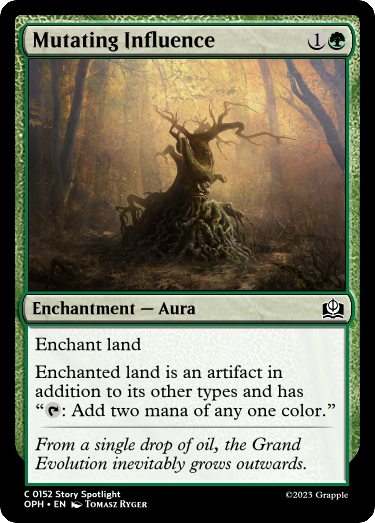 Mutating Influence 1
Enchantment — Aura
Enchant land
Enchanted land is an artifact in
addition to its other types and has
“: Add two mana of any one color.”
From a single drop of oil, the Grand
Evolution inevitably grows outwards.
C 0152 Story Spotlight
OPH • EN Tomasz Ryger
©2023 Grapple